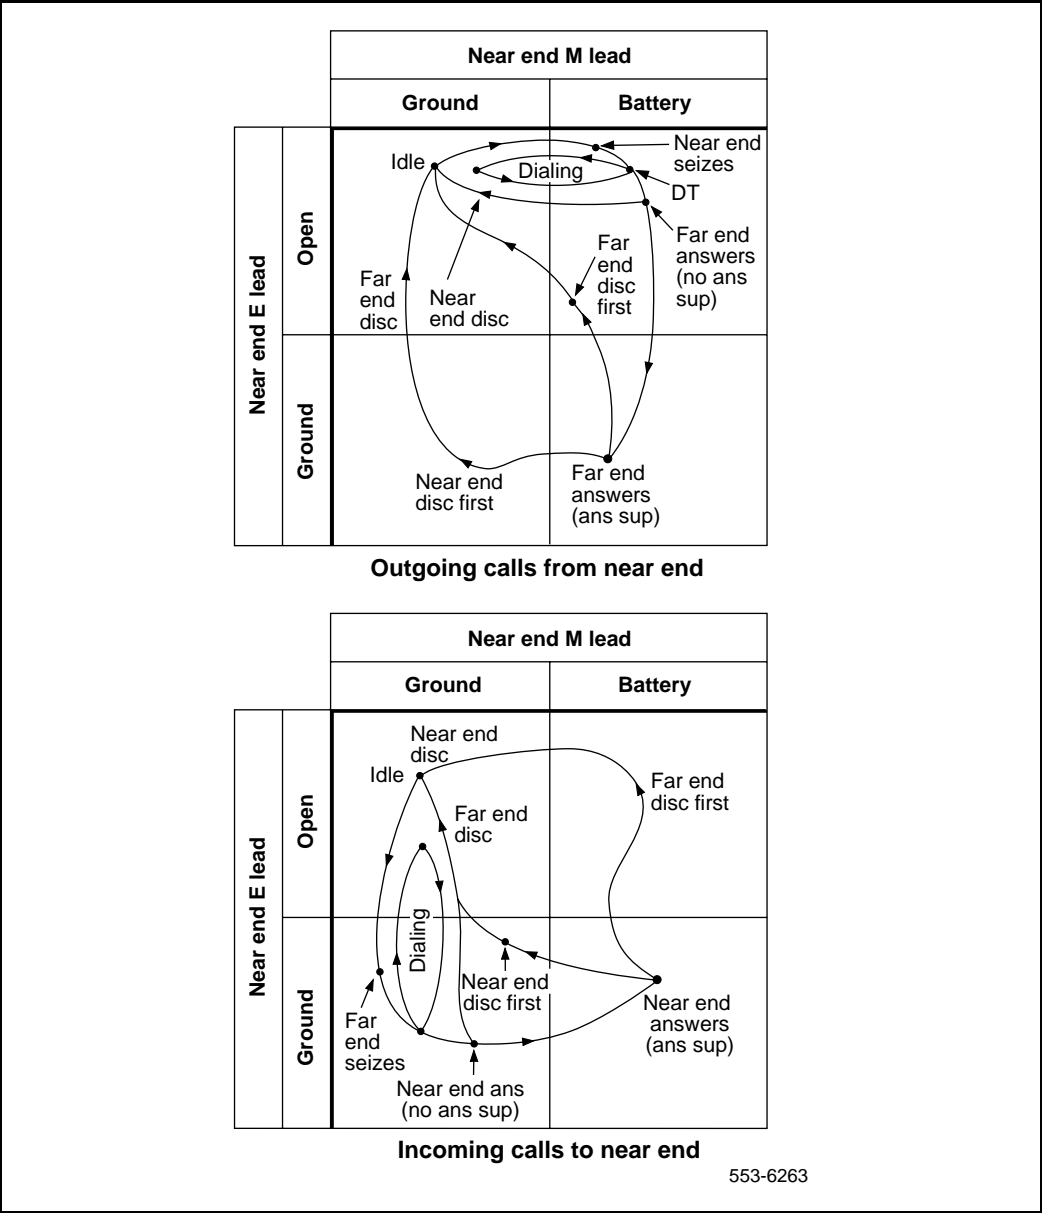 Near end M lead
Ground
Battery
Near end E lead
Open
Ground
Idle
Dialing
Near end
seizes
DT
Far end
answers
(no ans
sup)
Far
end
disc
first
Far
end
disc
Near
end disc
Near end
disc first
Far end
answers
(ans sup)
Outgoing calls from near end
Near end M lead
Ground
Battery
Near end E lead
Open
Ground
Near end
disc
Idle
Far end
disc first
Far end
disc
Dialing
Near end
disc first
Far
end
seizes
Near end
answers
(ans sup)
Near end ans
(no ans sup)
Incoming calls to near end
553-6263